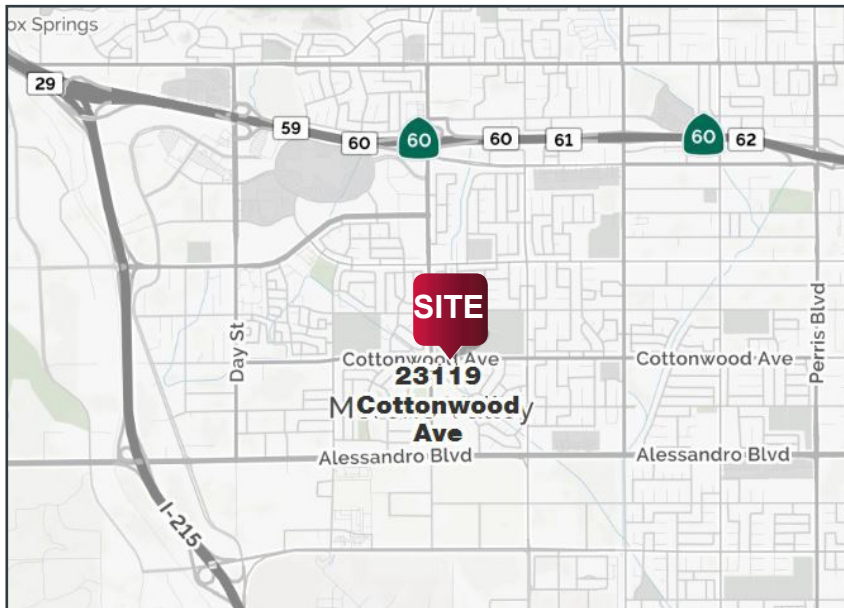 ox Springs
29
59
60
60
60
61
60
62
SITE
Day St
Perris Blvd
Cottonwood Ave
Cottonwood Ave
23119
Cottonwood
Ave
Alessandro Blvd
Alessandro Blvd
I-215